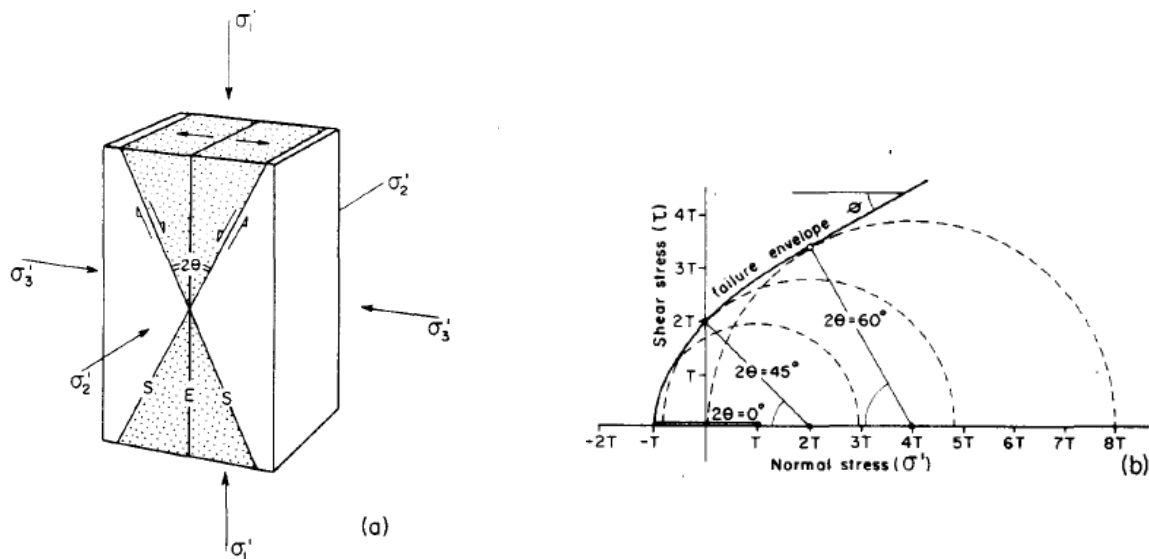 σ₁'
σ₂'
2θ
σ₃'
σ₃'
σ₂'
S E S
σ₁'
(a)
Shear stress (τ)
4T
3T
2T
T
failure envelope
Ø
2θ=60°
2θ=45°
2θ=0°
-2T -T T 2T 3T 4T 5T 6T 7T 8T
Normal stress (σ')
(b)